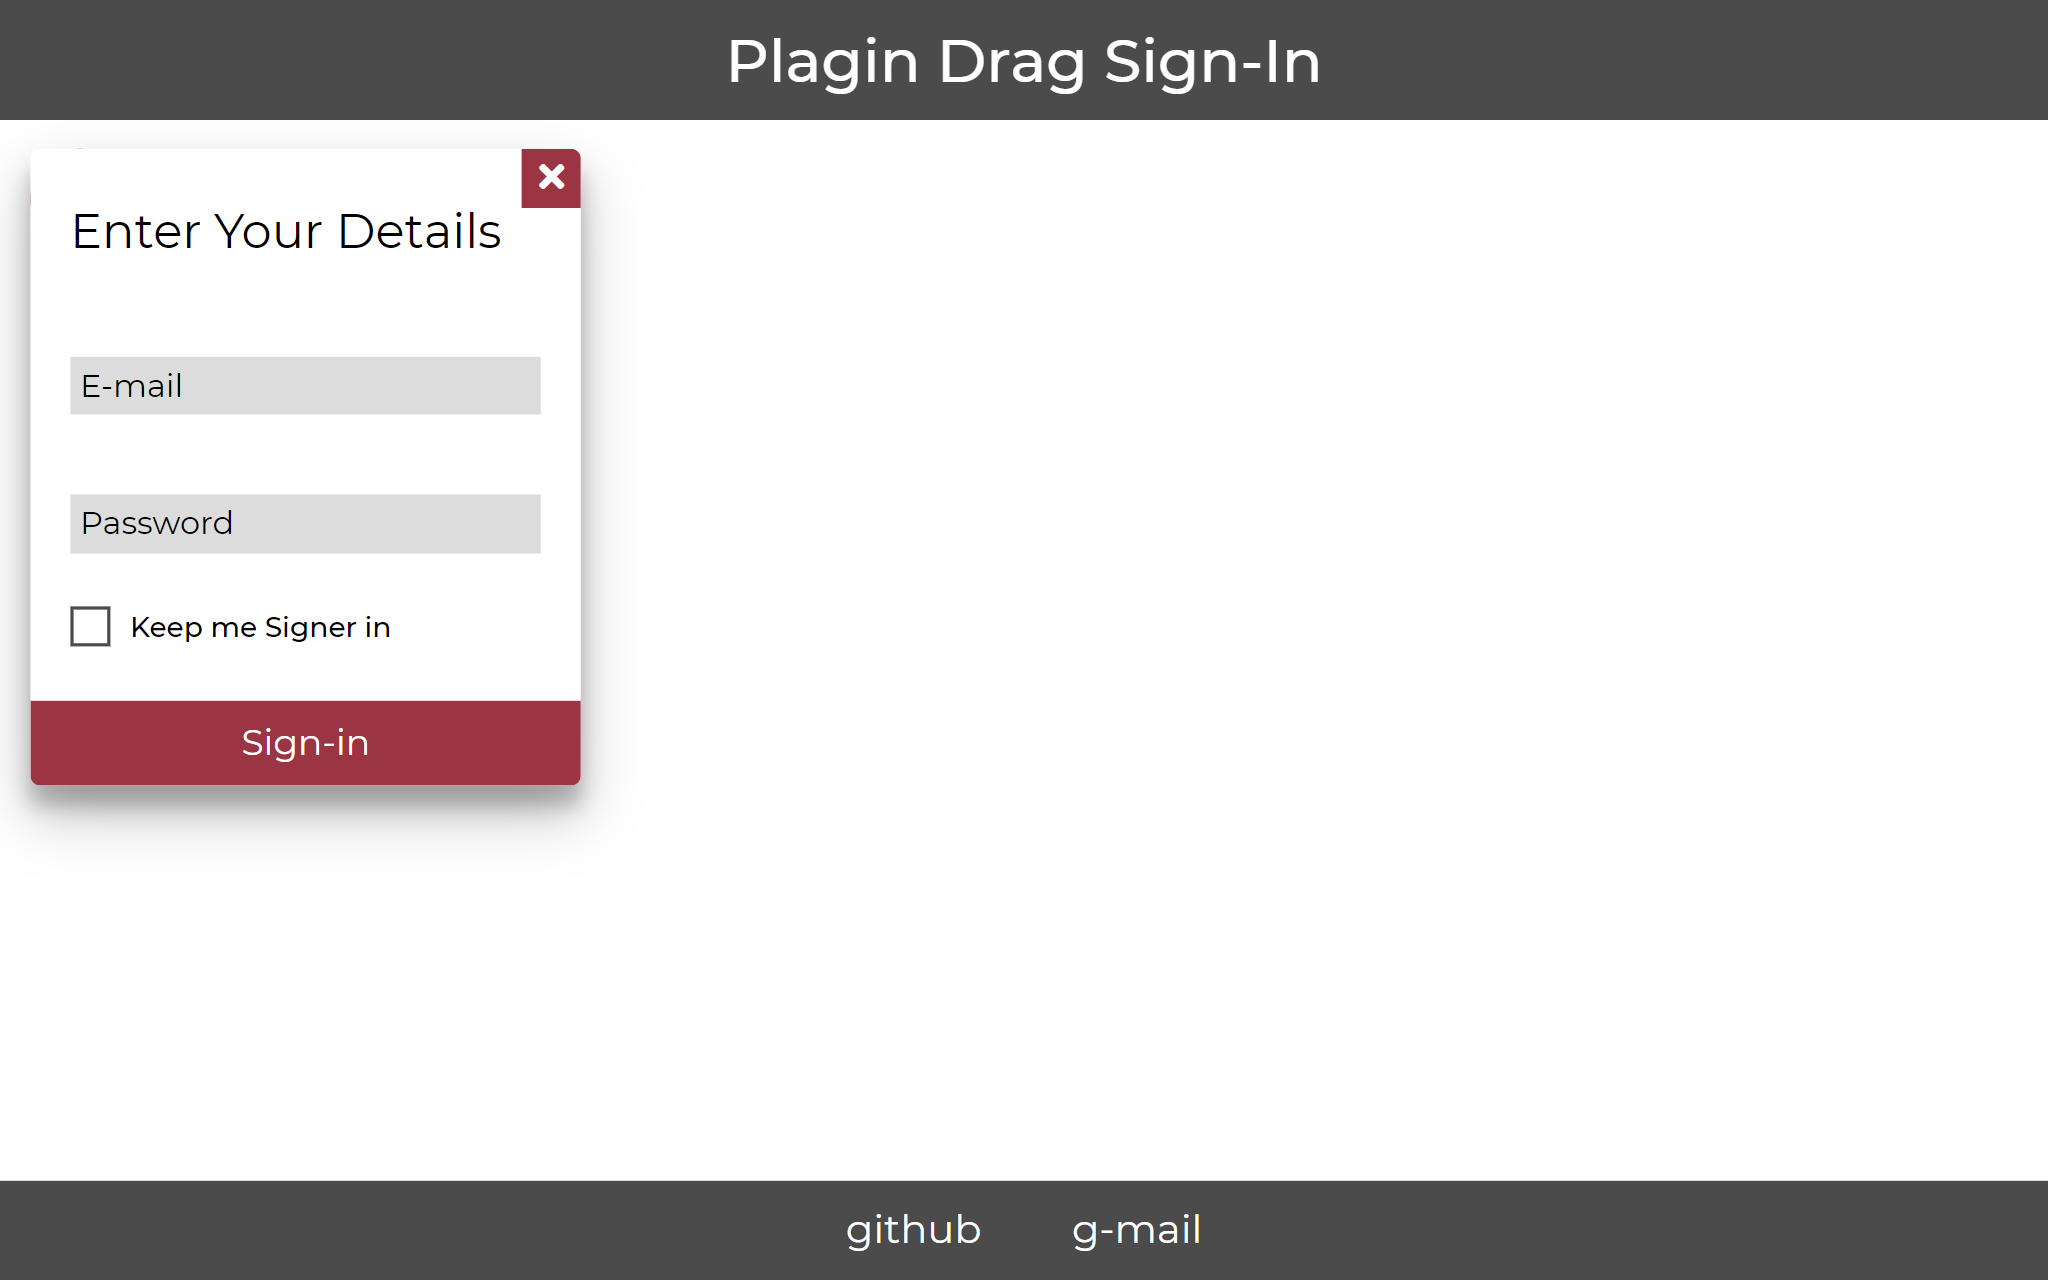 Plagin Drag Sign-In
Enter Your Details
E-mail
Password
Keep me Signer in
Sign-in
github g-mail